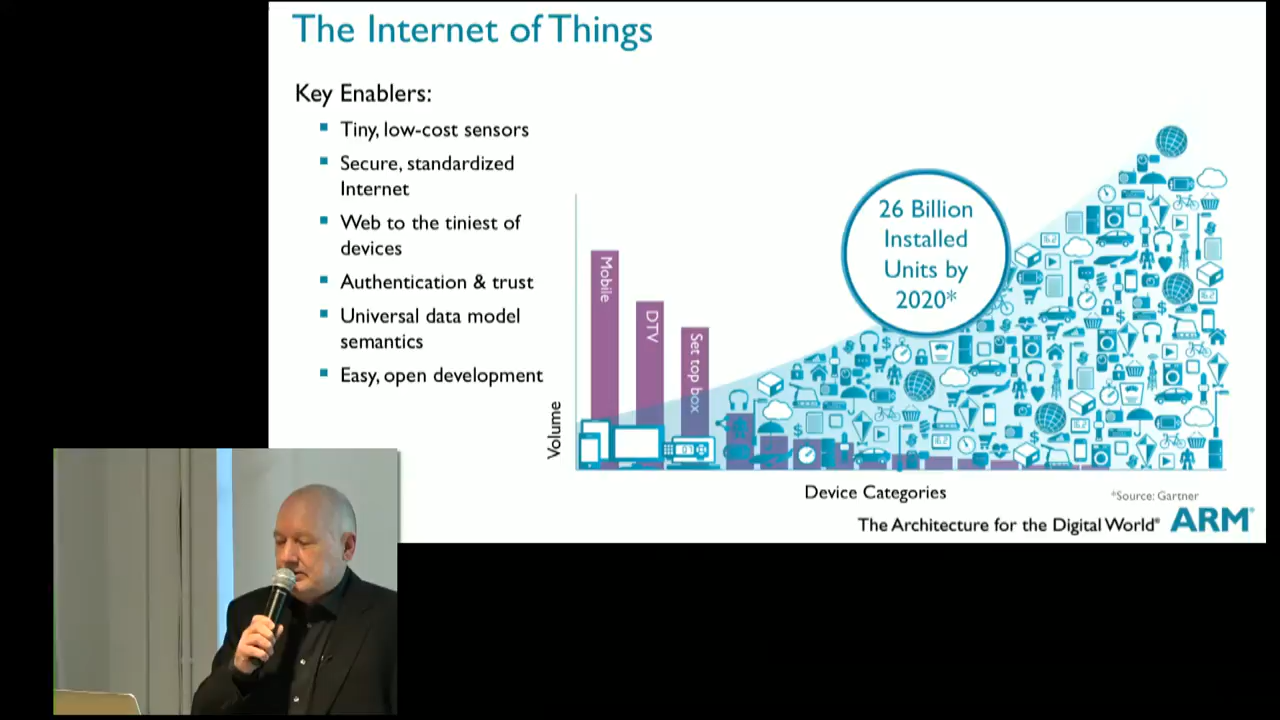 The Internet of Things
Key Enablers:
Tiny, low-cost sensors
Secure, standardized
Internet
Web to the tiniest of
devices
Authentication & trust
Universal data model
semantics
Easy, open development
Mobile
DTV
Set top box
26 Billion
Installed
Units by
2020*
Volume
Device Categories
*Source: Gartner
The Architecture for the Digital World®
ARM®